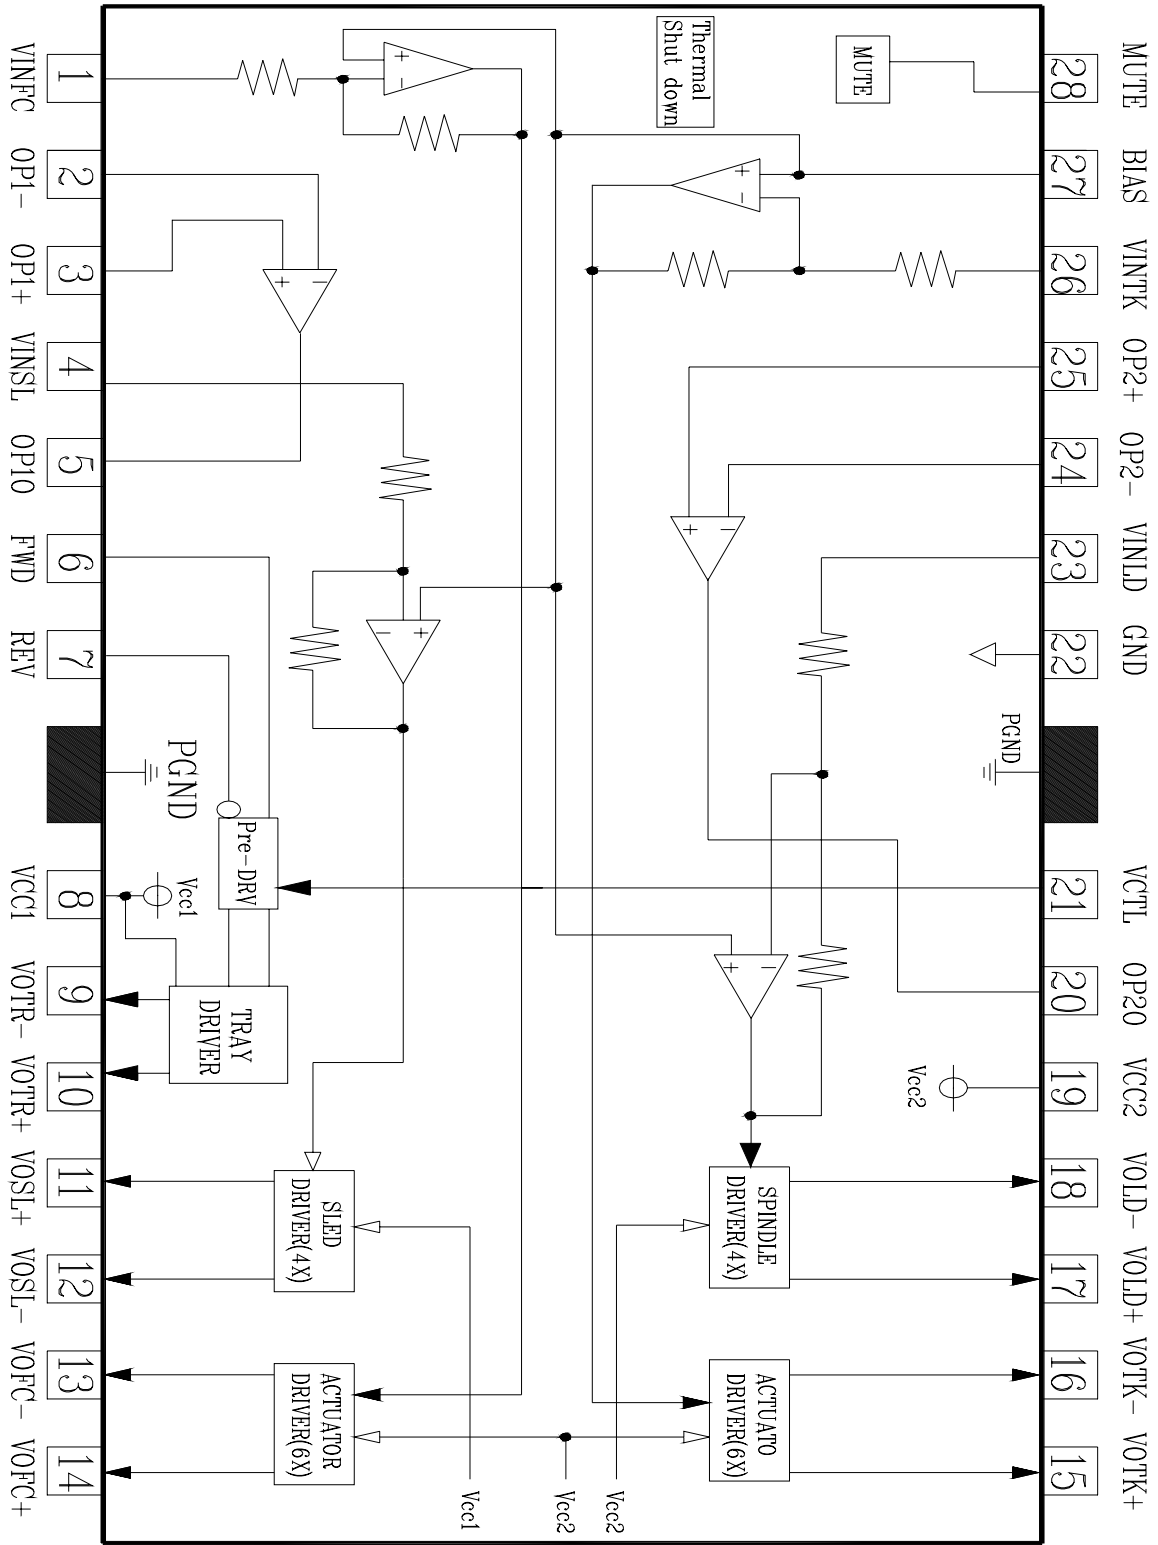 MUTE
28
BIAS
27
VINTK
26
OP2+
25
OP2-
24
VINLD
23
GND
22
VCTL
21
OP2O
20
VCC2
19
VOLD-
18
VOLD+
17
VOTK-
16
VOTK+
15
MUTE
Thermal
Shut down
+
-
+
-
PGND
+
-
Vcc2
SPINDLE
DRIVER(4X)
ACTUATO
DRIVER(6X)
Vcc2
Vcc2
Vcc1
+
-
+
-
+
-
PGND
Pre-DRV
Vcc1
TRAY
DRIVER
SLED
DRIVER(4X)
ACTUATOR
DRIVER(6X)
1
VINFC
2
OP1-
3
OP1+
4
VINSL
5
OP1O
6
FWD
7
REV
8
VCC1
9
VOTR-
10
VOTR+
11
VOSL+
12
VOSL-
13
VOFC-
14
VOFC+